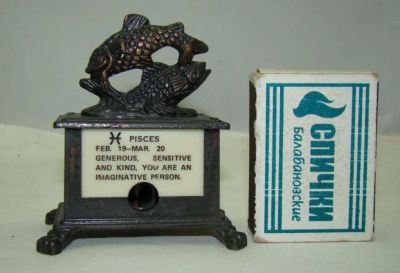 ♓ PISCES
FEB. 19-MAR. 20
GENEROUS, SENSITIVE
AND KIND, YOU ARE AN
IMAGINATIVE PERSON.
СПИЧКИ
Балабановские